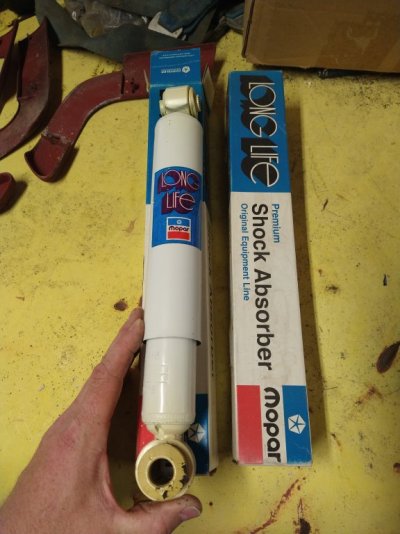 LONG
LIFE
mopar
LONG LIFE
Premium
Shock Absorber
Original Equipment Line
mopar